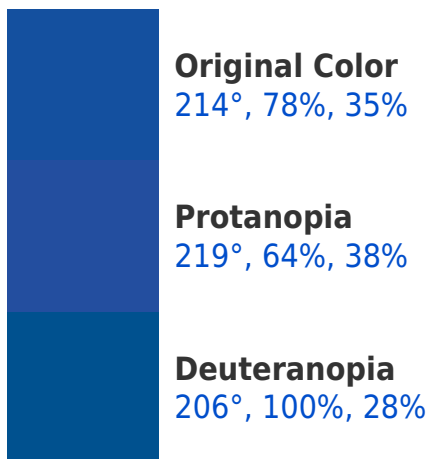 Original Color
214°, 78%, 35%
Protanopia
219°, 64%, 38%
Deuteranopia
206°, 100%, 28%